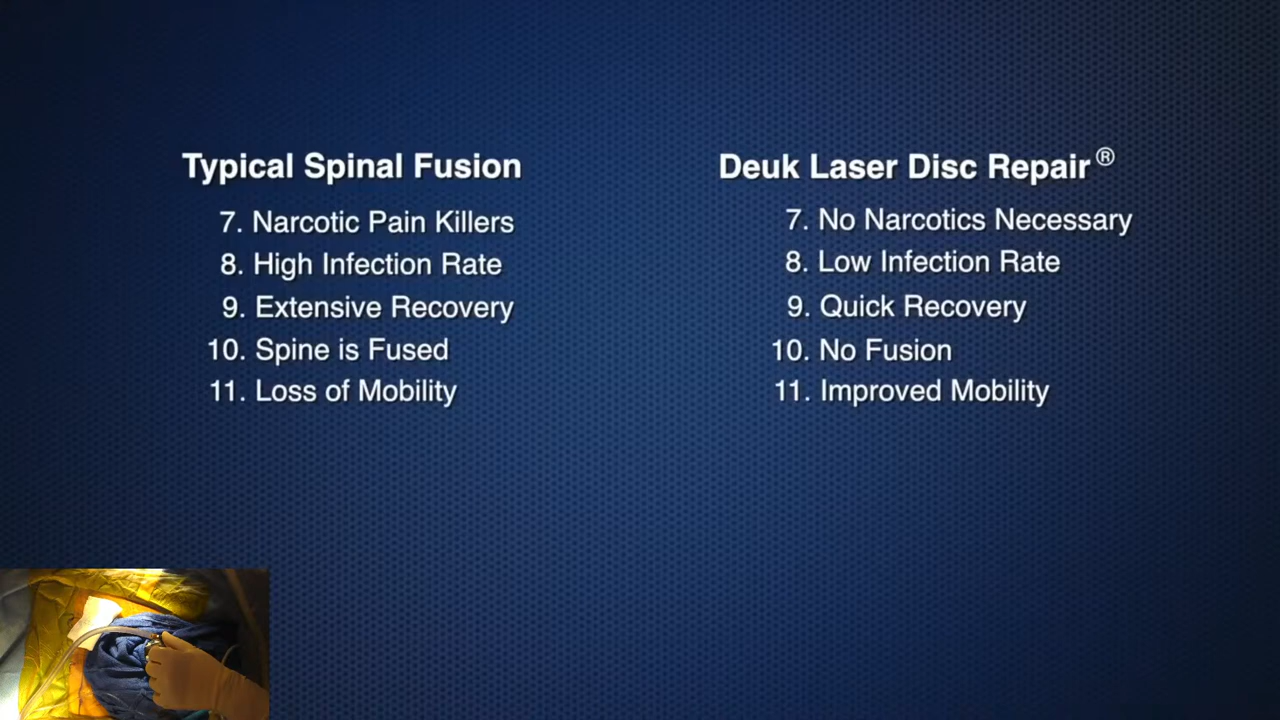 Typical Spinal Fusion
7. Narcotic Pain Killers
8. High Infection Rate
9. Extensive Recovery
10. Spine is Fused
11. Loss of Mobility
Deuk Laser Disc Repair®
7. No Narcotics Necessary
8. Low Infection Rate
9. Quick Recovery
10. No Fusion
11. Improved Mobility